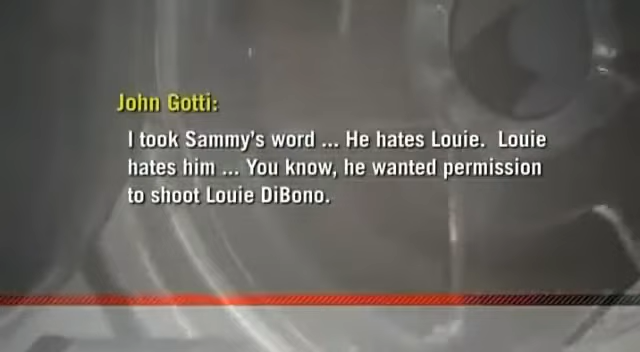 John Gotti:
I took Sammy's word ... He hates Louie.  Louie
hates him ... You know, he wanted permission
to shoot Louie DiBono.